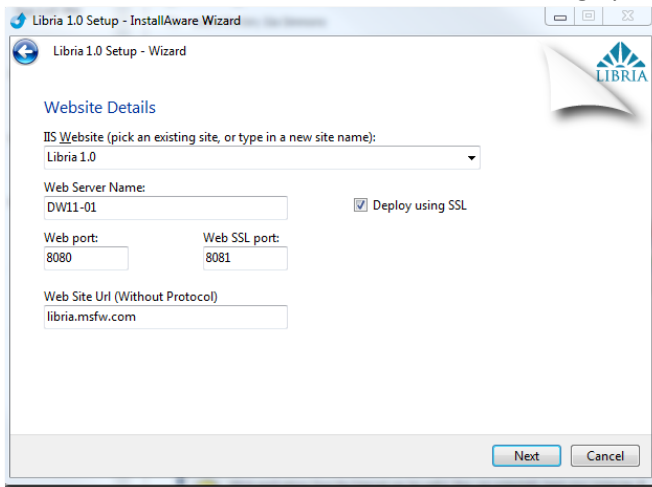 Libria 1.0 Setup - InstallAware Wizard
Libria 1.0 Setup - Wizard
LIBRIA
Website Details
IIS Website (pick an existing site, or type in a new site name):
Libria 1.0
Web Server Name:
DW11-01
Deploy using SSL
Web port: Web SSL port:
8080 8081
Web Site Url (Without Protocol)
libria.msfw.com
Next Cancel